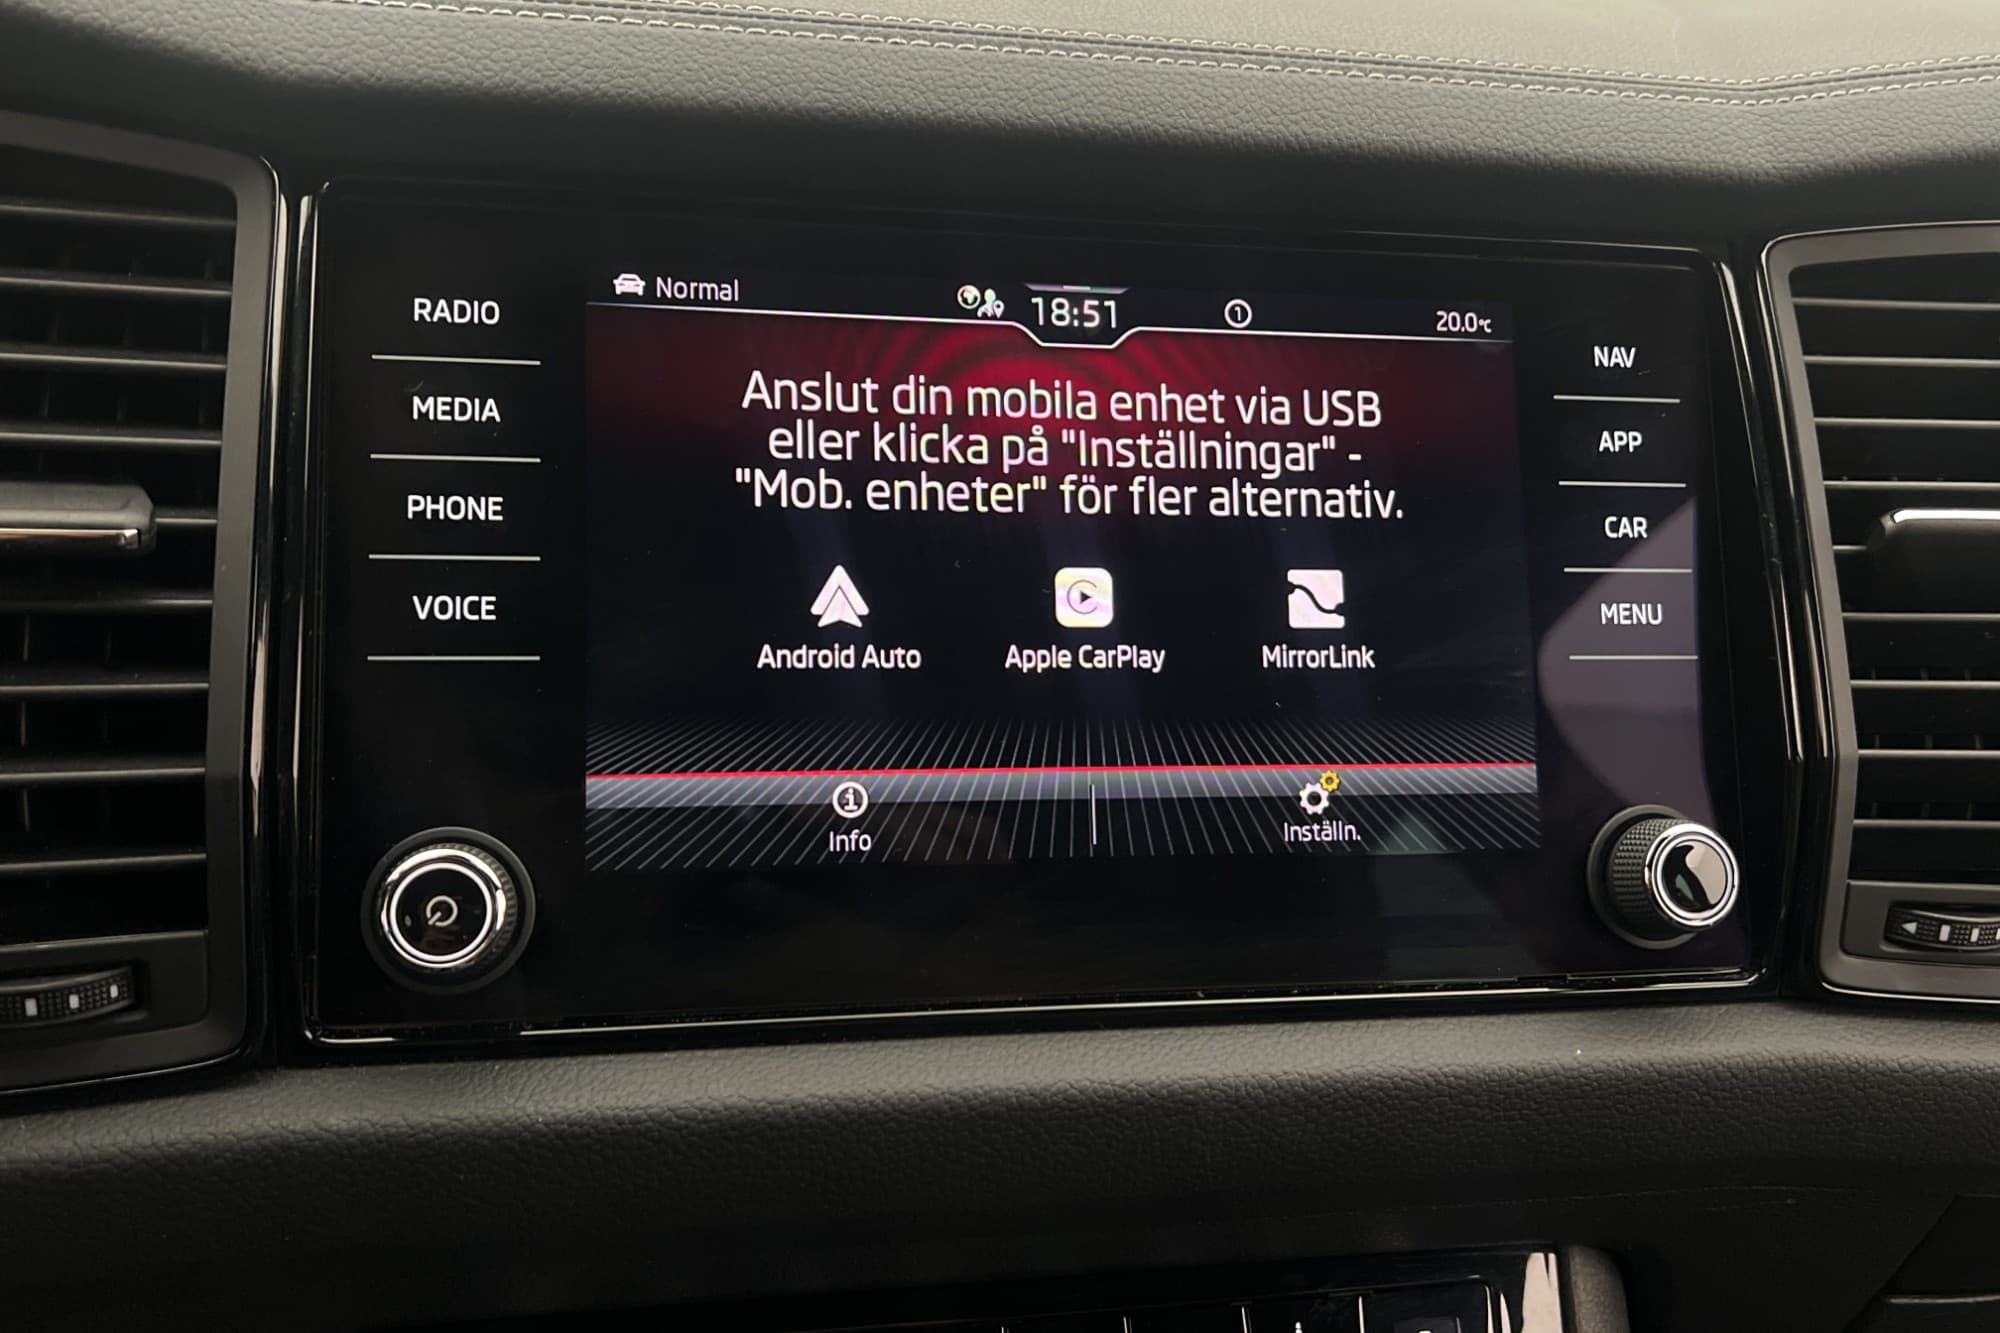 RADIO
MEDIA
PHONE
VOICE
Normal
18:51
1
20.0°C
Anslut din mobila enhet via USB
eller klicka på "Inställningar" -
"Mob. enheter" för fler alternativ.
Android Auto
Apple CarPlay
MirrorLink
Info
Inställn.
NAV
APP
CAR
MENU